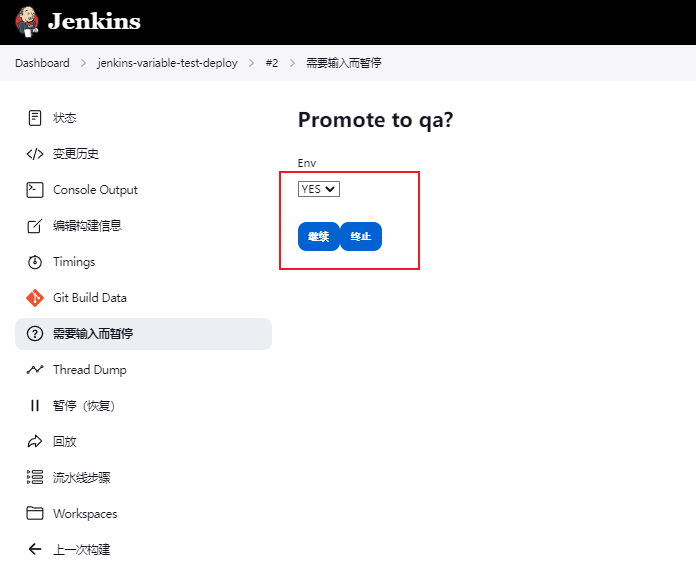 Jenkins
Dashboard > jenkins-variable-test-deploy > #2 > 需要输入而暂停
状态
变更历史
Console Output
编辑构建信息
Timings
Git Build Data
需要输入而暂停
Thread Dump
暂停（恢复）
回放
流水线步骤
Workspaces
上一次构建
Promote to qa?
Env
YES
继续 终止